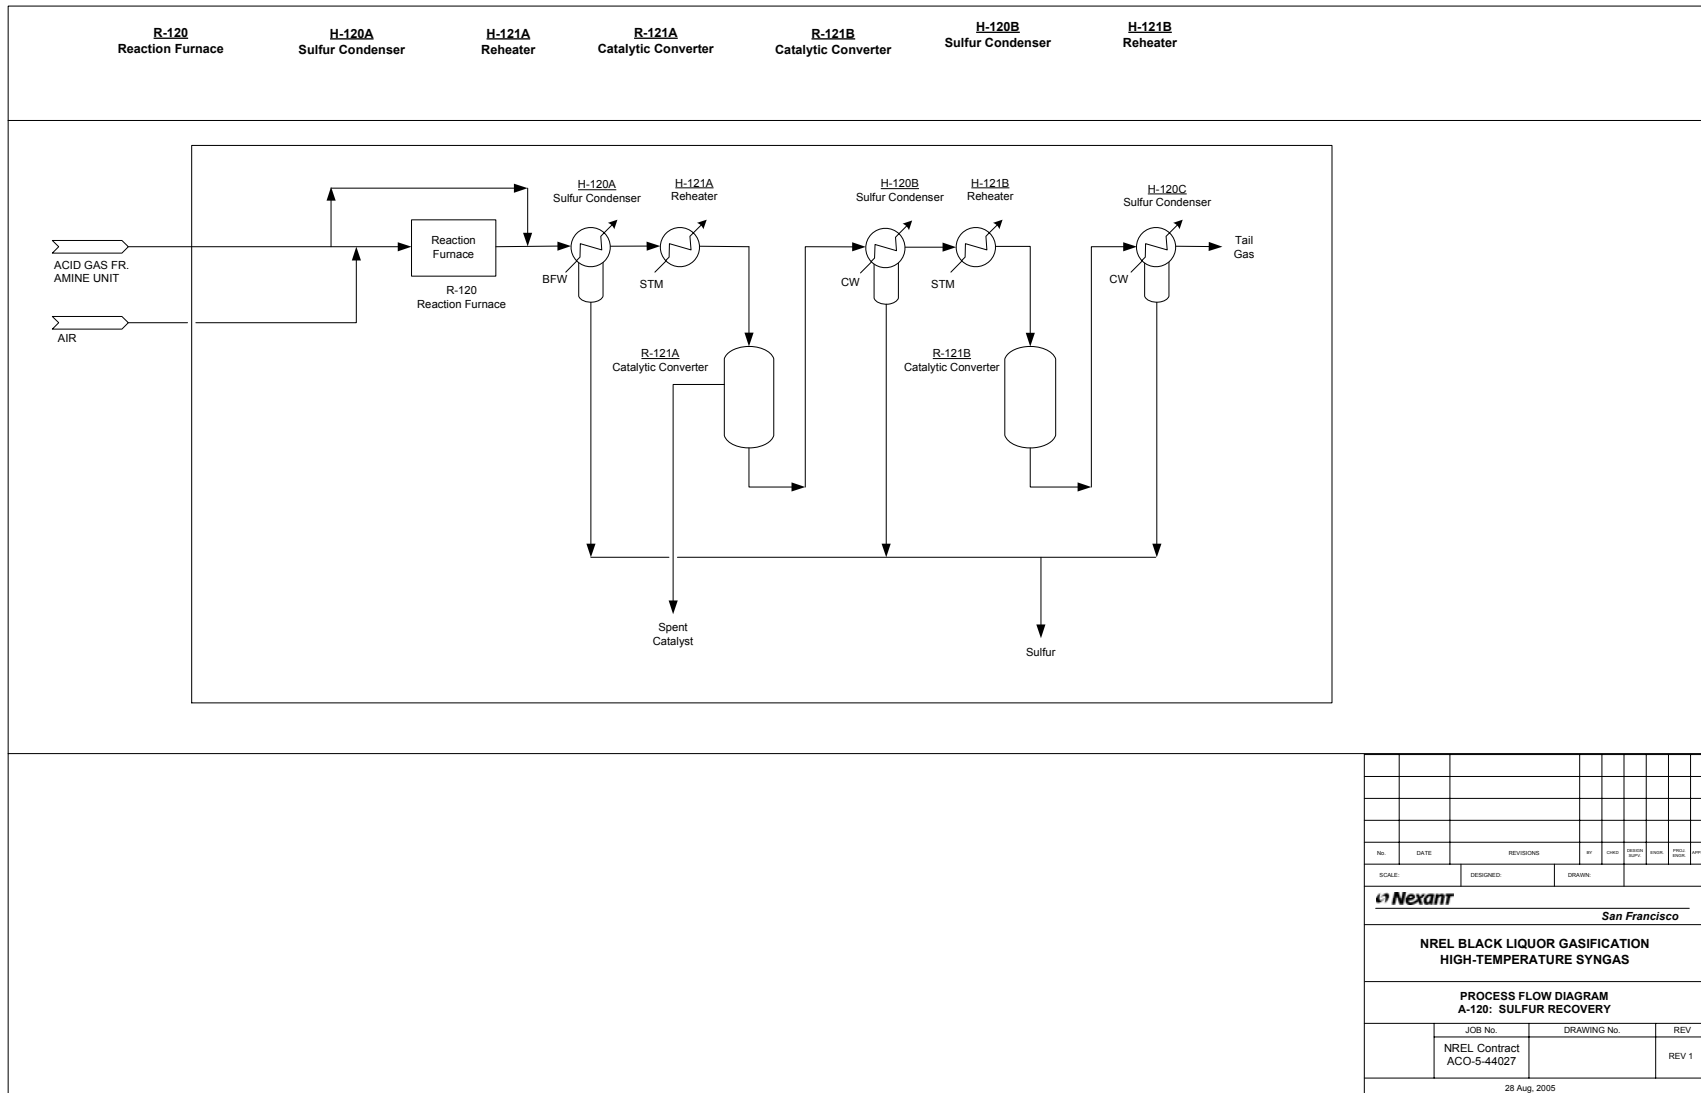 R-120
Reaction Furnace
H-120A
Sulfur Condenser
H-121A
Reheater
R-121A
Catalytic Converter
R-121B
Catalytic Converter
H-120B
Sulfur Condenser
H-121B
Reheater
H-120A
Sulfur Condenser
H-121A
Reheater
H-120B
Sulfur Condenser
H-121B
Reheater
H-120C
Sulfur Condenser
ACID GAS FR.
AMINE UNIT
Reaction
Furnace
R-120
Reaction Furnace
BFW
STM
CW
STM
CW
Tail
Gas
AIR
R-121A
Catalytic Converter
R-121B
Catalytic Converter
Spent
Catalyst
Sulfur
No.
DATE
REVISIONS
BY
CHKD
DESIGN
SUPV.
ENGR.
PROJ.
ENGR.
SCALE:
DESIGNED:
DRAWN:
Nexant
San Francisco
NREL BLACK LIQUOR GASIFICATION
HIGH-TEMPERATURE SYNGAS
PROCESS FLOW DIAGRAM
A-120: SULFUR RECOVERY
JOB No.
DRAWING No.
REV
NREL Contract
ACO-5-44027
REV 1
28 Aug, 2005